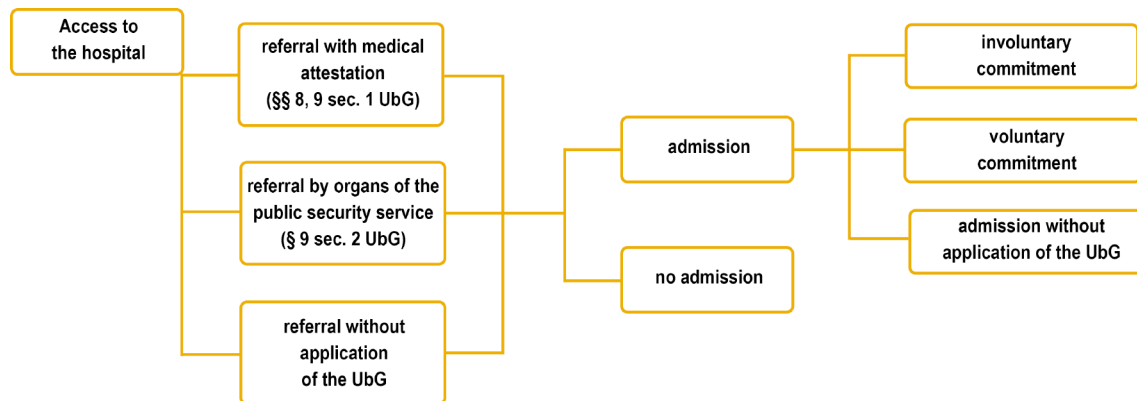 Access to
the hospital
referral with medical
attestation
(§§ 8, 9 sec. 1 UbG)
referral by organs of the
public security service
(§ 9 sec. 2 UbG)
referral without
application
of the UbG
admission
no admission
involuntary
commitment
voluntary
commitment
admission without
application of the UbG